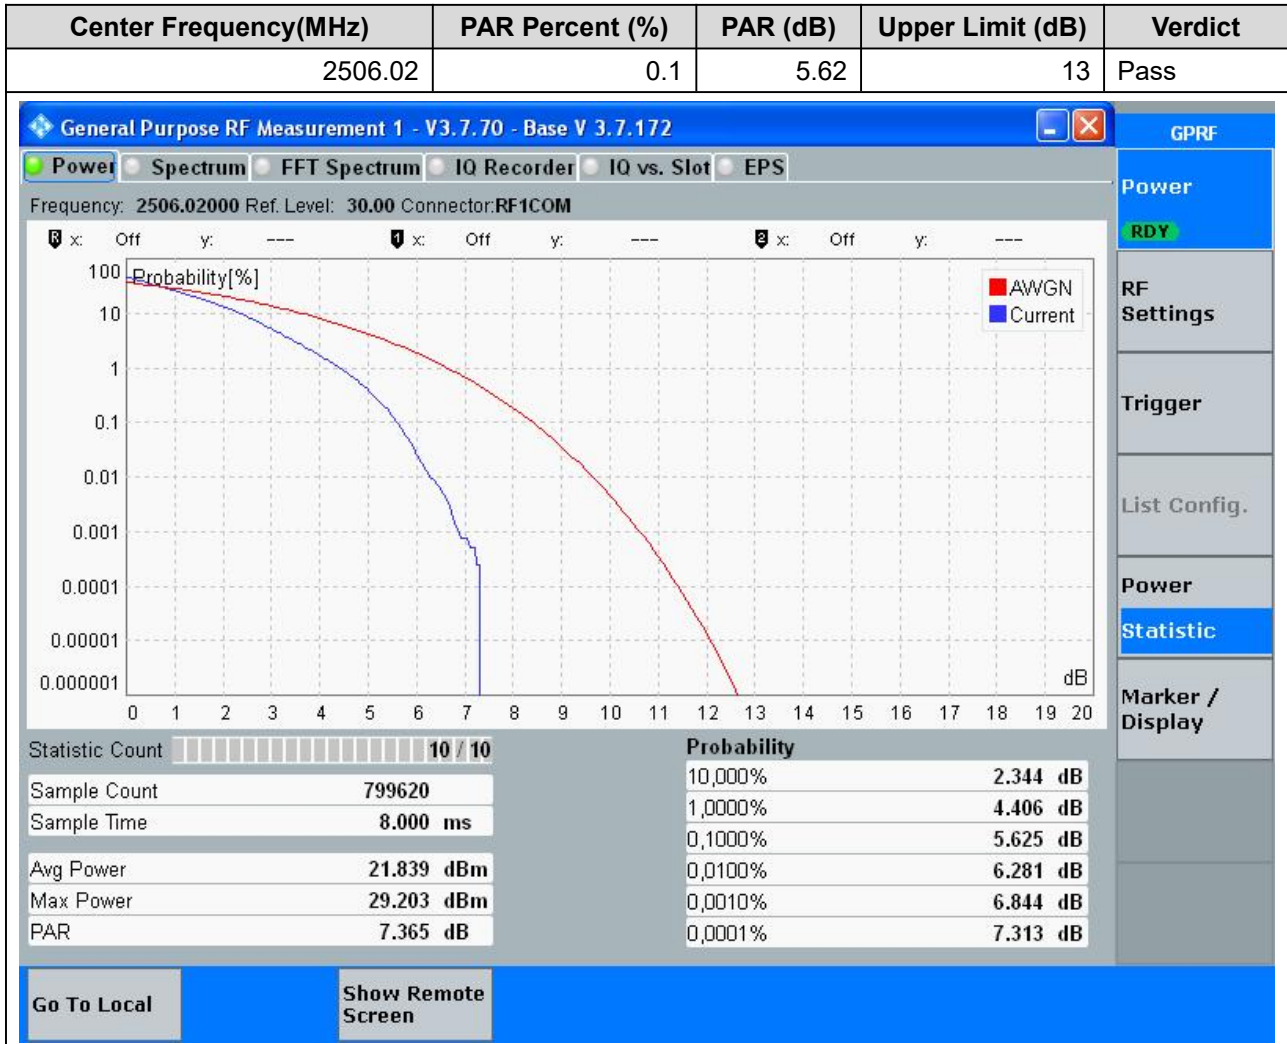 Center Frequency(MHz) PAR Percent (%) PAR (dB) Upper Limit (dB) Verdict
2506.02 0.1 5.62 13 Pass
General Purpose RF Measurement 1 - V3.7.70 - Base V 3.7.172
GPRF
Power Spectrum FFT Spectrum IQ Recorder IQ vs. Slot EPS
Power
RDY
Frequency: 2506.02000 Ref. Level: 30.00 Connector:RF1COM
R x: Off y: --- 1 x: Off y: --- 2 x: Off y: ---
100 Probability[%]
10
1
0.1
0.01
0.001
0.0001
0.00001
0.000001
AWGN
Current
dB
0 1 2 3 4 5 6 7 8 9 10 11 12 13 14 15 16 17 18 19 20
RF
Settings
Trigger
List Config.
Power
Statistic
Marker /
Display
Statistic Count 10 / 10
Sample Count 799620
Sample Time 8.000 ms
Avg Power 21.839 dBm
Max Power 29.203 dBm
PAR 7.365 dB
Probability
10,000% 2.344 dB
1,0000% 4.406 dB
0,1000% 5.625 dB
0,0100% 6.281 dB
0,0010% 6.844 dB
0,0001% 7.313 dB
Go To Local
Show Remote
Screen